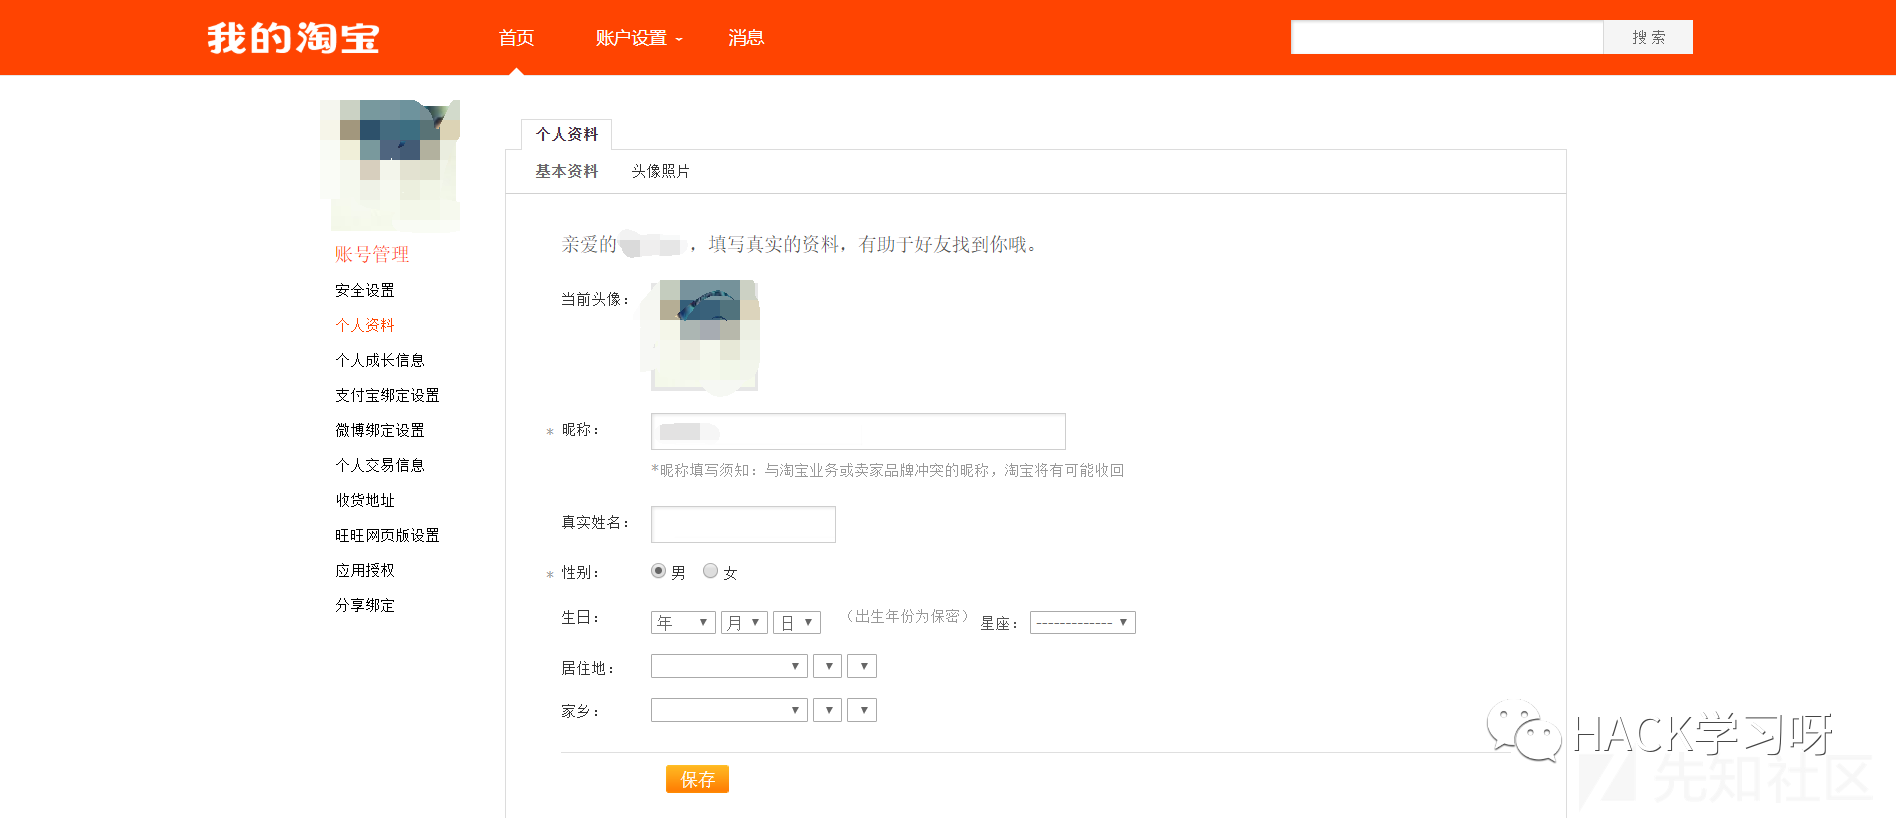 我的淘宝
首页 账户设置 消息
搜 索
账号管理
安全设置
个人资料
个人成长信息
支付宝绑定设置
微博绑定设置
个人交易信息
收货地址
旺旺网页版设置
应用授权
分享绑定
个人资料
基本资料 头像照片
亲爱的 ，填写真实的资料，有助于好友找到你哦。
当前头像：
* 昵称：
*昵称填写须知：与淘宝业务或卖家品牌冲突的昵称，淘宝将有可能收回
真实姓名：
* 性别： 男 女
生日： 年 月 日 （出生年份为保密） 星座： -------------
居住地：
家乡：
保存
HACK学习呀
先知社区